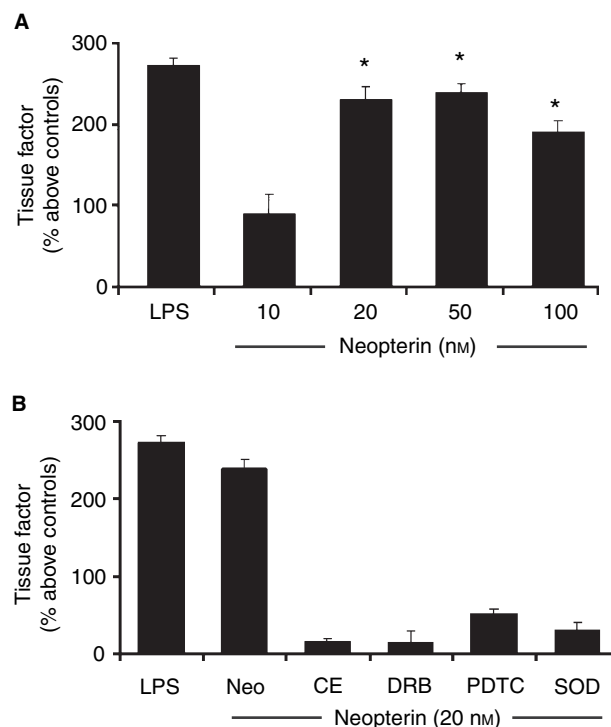 A
300
200
100
0
Tissue factor
(% above controls)
*
*
*
LPS 10 20 50 100
Neopterin (nM)
B
300
200
100
0
Tissue factor
(% above controls)
LPS Neo CE DRB PDTC SOD
Neopterin (20 nM)